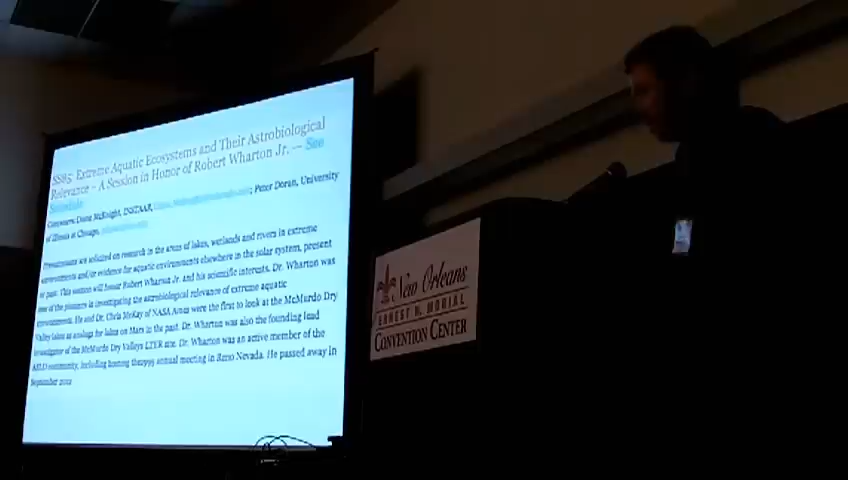 SS85: Extreme Aquatic Ecosystems and Their Astrobiological
Relevance - A Session in Honor of Robert Wharton Jr. — See
Schedule
Conveners: Diane McKnight, INSTAAR, ; Peter Doran, University
of Illinois at Chicago,
Presentations are solicited on research in the areas of lakes, wetlands and rivers in extreme
environments and/or evidence for aquatic environments elsewhere in the solar system, present
or past. This session will honor Robert Wharton Jr. and his scientific interests. Dr. Wharton was
one of the pioneers in investigating the astrobiological relevance of extreme aquatic
environments. He and Dr. Chris McKay of NASA Ames were the first to look at the McMurdo Dry
Valley lakes as analogs for lakes on Mars in the past. Dr. Wharton was also the founding lead
investigator of the McMurdo Dry Valleys LTER site. Dr. Wharton was an active member of the
ASLO community, including hosting the 1995 annual meeting in Reno Nevada. He passed away in
September 2012
New Orleans
ERNEST N. MORIAL
CONVENTION CENTER